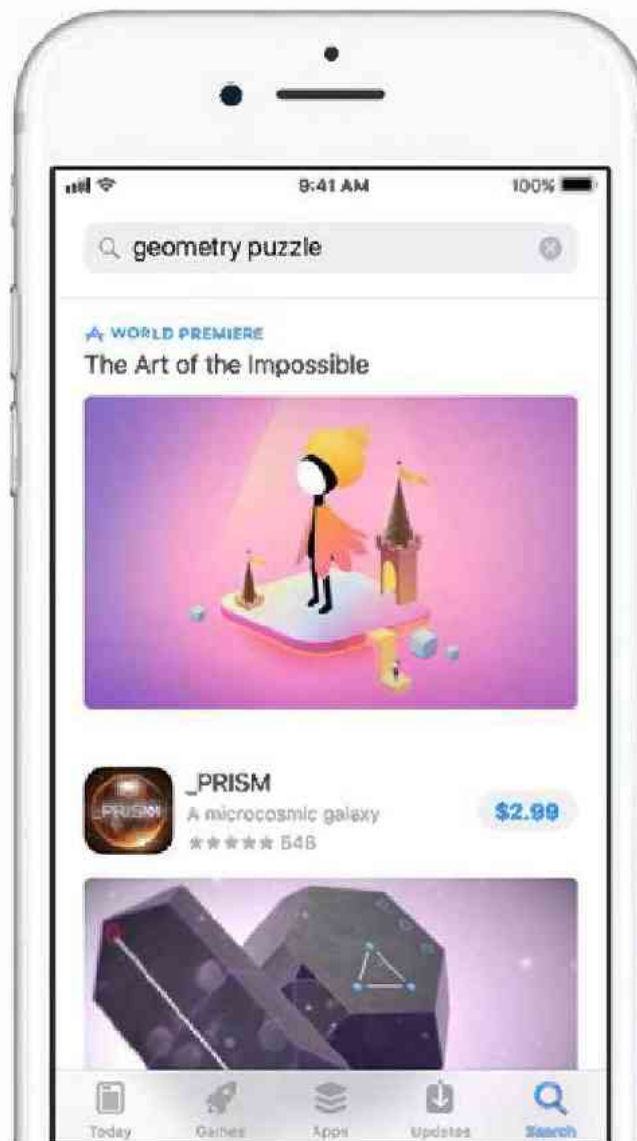 9:41 AM 100%
geometry puzzle
WORLD PREMIERE
The Art of the Impossible
_PRISM
_PRISM
A microcosmic galaxy
$2.99
★★★★★ 548
Today Games Apps Updates Search